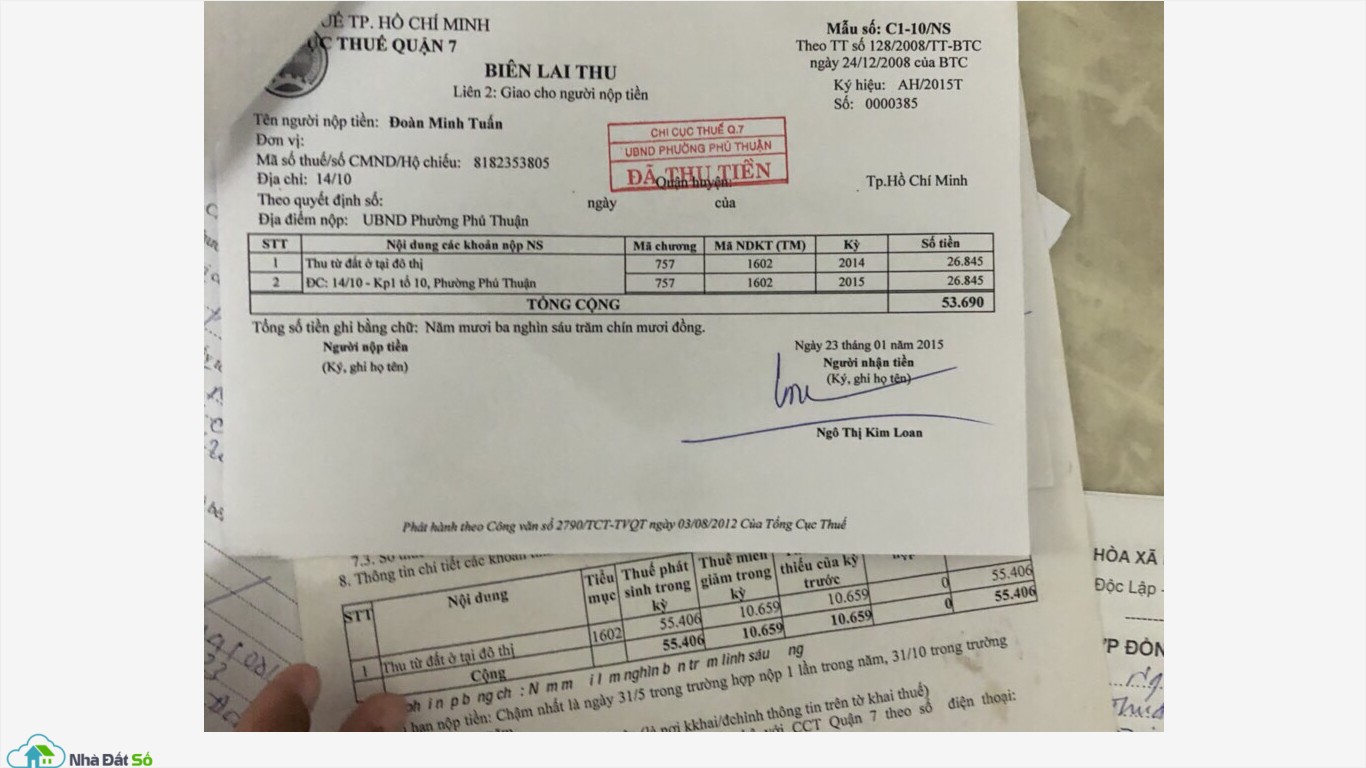 UẾ TP. HỒ CHÍ MINH
ỤC THUẾ QUẬN 7
Mẫu số: C1-10/NS
Theo TT số 128/2008/TT-BTC
ngày 24/12/2008 của BTC
Ký hiệu: AH/2015T
Số: 0000385
BIÊN LAI THU
Liên 2: Giao cho người nộp tiền
Tên người nộp tiền: Đoàn Minh Tuấn
Đơn vị:
Mã số thuế/số CMND/Hộ chiếu: 8182353805
Địa chỉ: 14/10 Quận huyện: Tp.Hồ Chí Minh
CHI CỤC THUẾ Q.7
UBND PHƯỜNG PHÚ THUẬN
ĐÃ THU TIỀN
Theo quyết định số: ngày của
Địa điểm nộp: UBND Phường Phú Thuận
STT Nội dung các khoản nộp NS Mã chương Mã NDKT (TM) Kỳ Số tiền
1 Thu từ đất ở tại đô thị 757 1602 2014 26.845
2 ĐC: 14/10 - Kp1 tổ 10, Phường Phú Thuận 757 1602 2015 26.845
TỔNG CỘNG 53.690
Tổng số tiền ghi bằng chữ: Năm mươi ba nghìn sáu trăm chín mươi đồng.
Người nộp tiền
(Ký, ghi họ tên)
Ngày 23 tháng 01 năm 2015
Người nhận tiền
(Ký, ghi họ tên)
Ngô Thị Kim Loan
Phát hành theo Công văn số 2790/TCT-TVQT ngày 03/08/2012 Của Tổng Cục Thuế
8. Thông tin chi tiết các khoản
STT Nội dung Tiểu mục Thuế phát sinh trong kỳ Thuế miễn giảm trong kỳ thiếu của kỳ trước
1 Thu từ đất ở tại đô thị 1602 55.406 10.659 10.659 0 55.406
Cộng 55.406 10.659 10.659 0 55.406
nộp tiền: Chậm nhất là ngày 31/5 trong trường hợp nộp 1 lần trong năm, 31/10 trong trường
nơi kkhai/đchỉnh thông tin trên tờ khai thuế)
với CCT Quận 7 theo số điện thoại:
HÒA XÃ
Độc Lập -
P ĐÒN
Nhà Đất Số